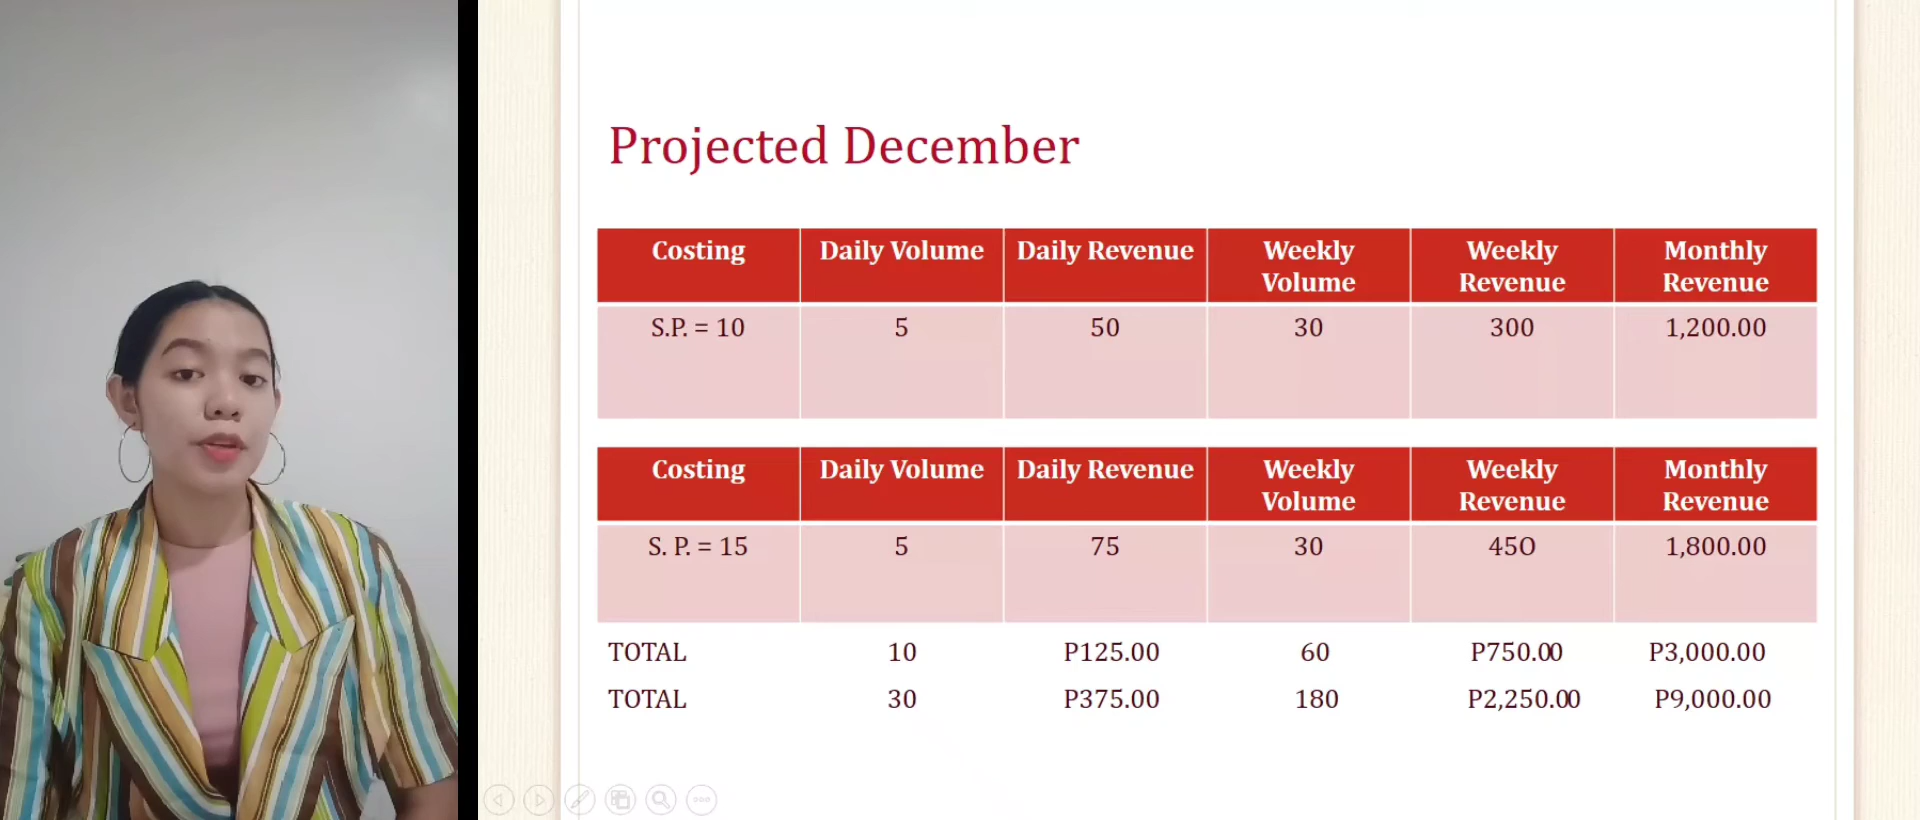 Projected December
Costing Daily Volume Daily Revenue Weekly Volume Weekly Revenue Monthly Revenue
S.P. = 10 5 50 30 300 1,200.00
Costing Daily Volume Daily Revenue Weekly Volume Weekly Revenue Monthly Revenue
S. P. = 15 5 75 30 45O 1,800.00
TOTAL 10 P125.00 60 P750.00 P3,000.00
TOTAL 30 P375.00 180 P2,250.00 P9,000.00